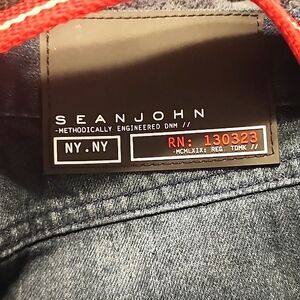 SEANJOHN
-METHODICALLY ENGINEERED DNM //
NY.NY
RN: 130323
-MCMLXIX: REG. TDMK //